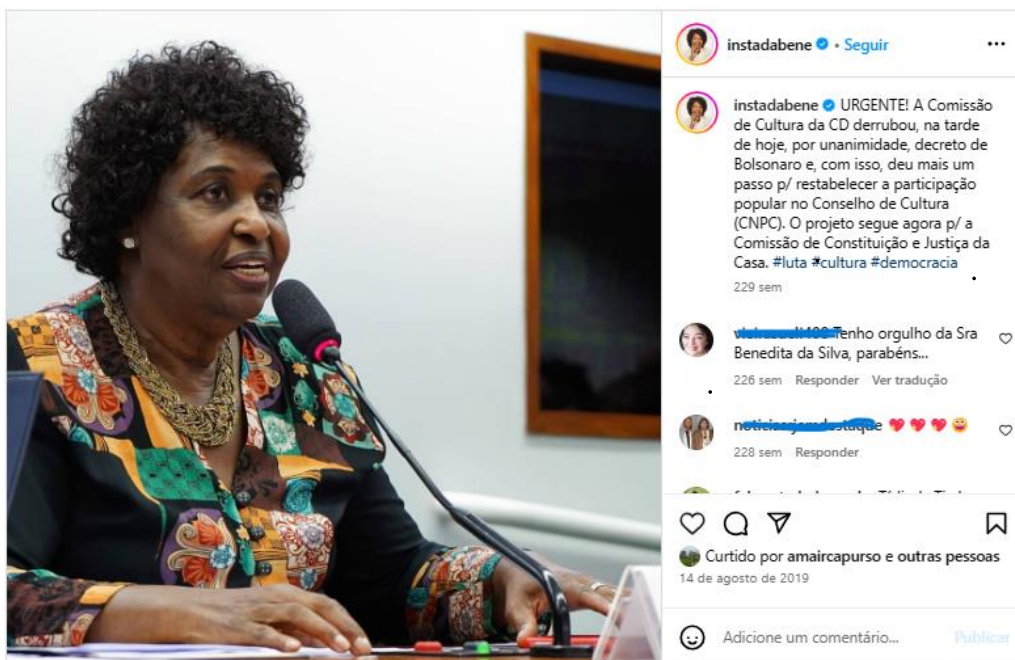 instadabene • Seguir
instadabene URGENTE! A Comissão
de Cultura da CD derrubou, na tarde
de hoje, por unanimidade, decreto de
Bolsonaro e, com isso, deu mais um
passo p/ restabelecer a participação
popular no Conselho de Cultura
(CNPC). O projeto segue agora p/ a
Comissão de Constituição e Justiça da
Casa. #luta #cultura #democracia
229 sem
Tenho orgulho da Sra
Benedita da Silva, parabéns...
226 sem Responder Ver tradução
228 sem Responder
Curtido por amaircapurso e outras pessoas
14 de agosto de 2019
Adicione um comentário... Publicar